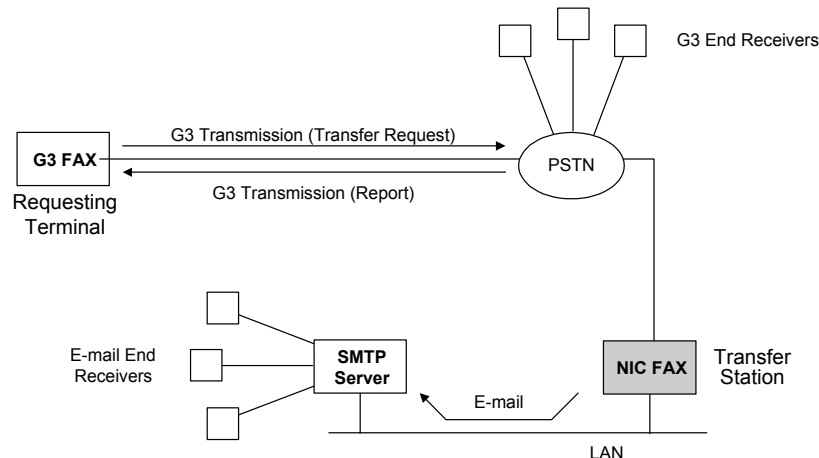 G3 End Receivers
G3 Transmission (Transfer Request)
G3 FAX
PSTN
G3 Transmission (Report)
Requesting
Terminal
E-mail End
Receivers
SMTP
Server
NIC FAX
Transfer
Station
E-mail
LAN